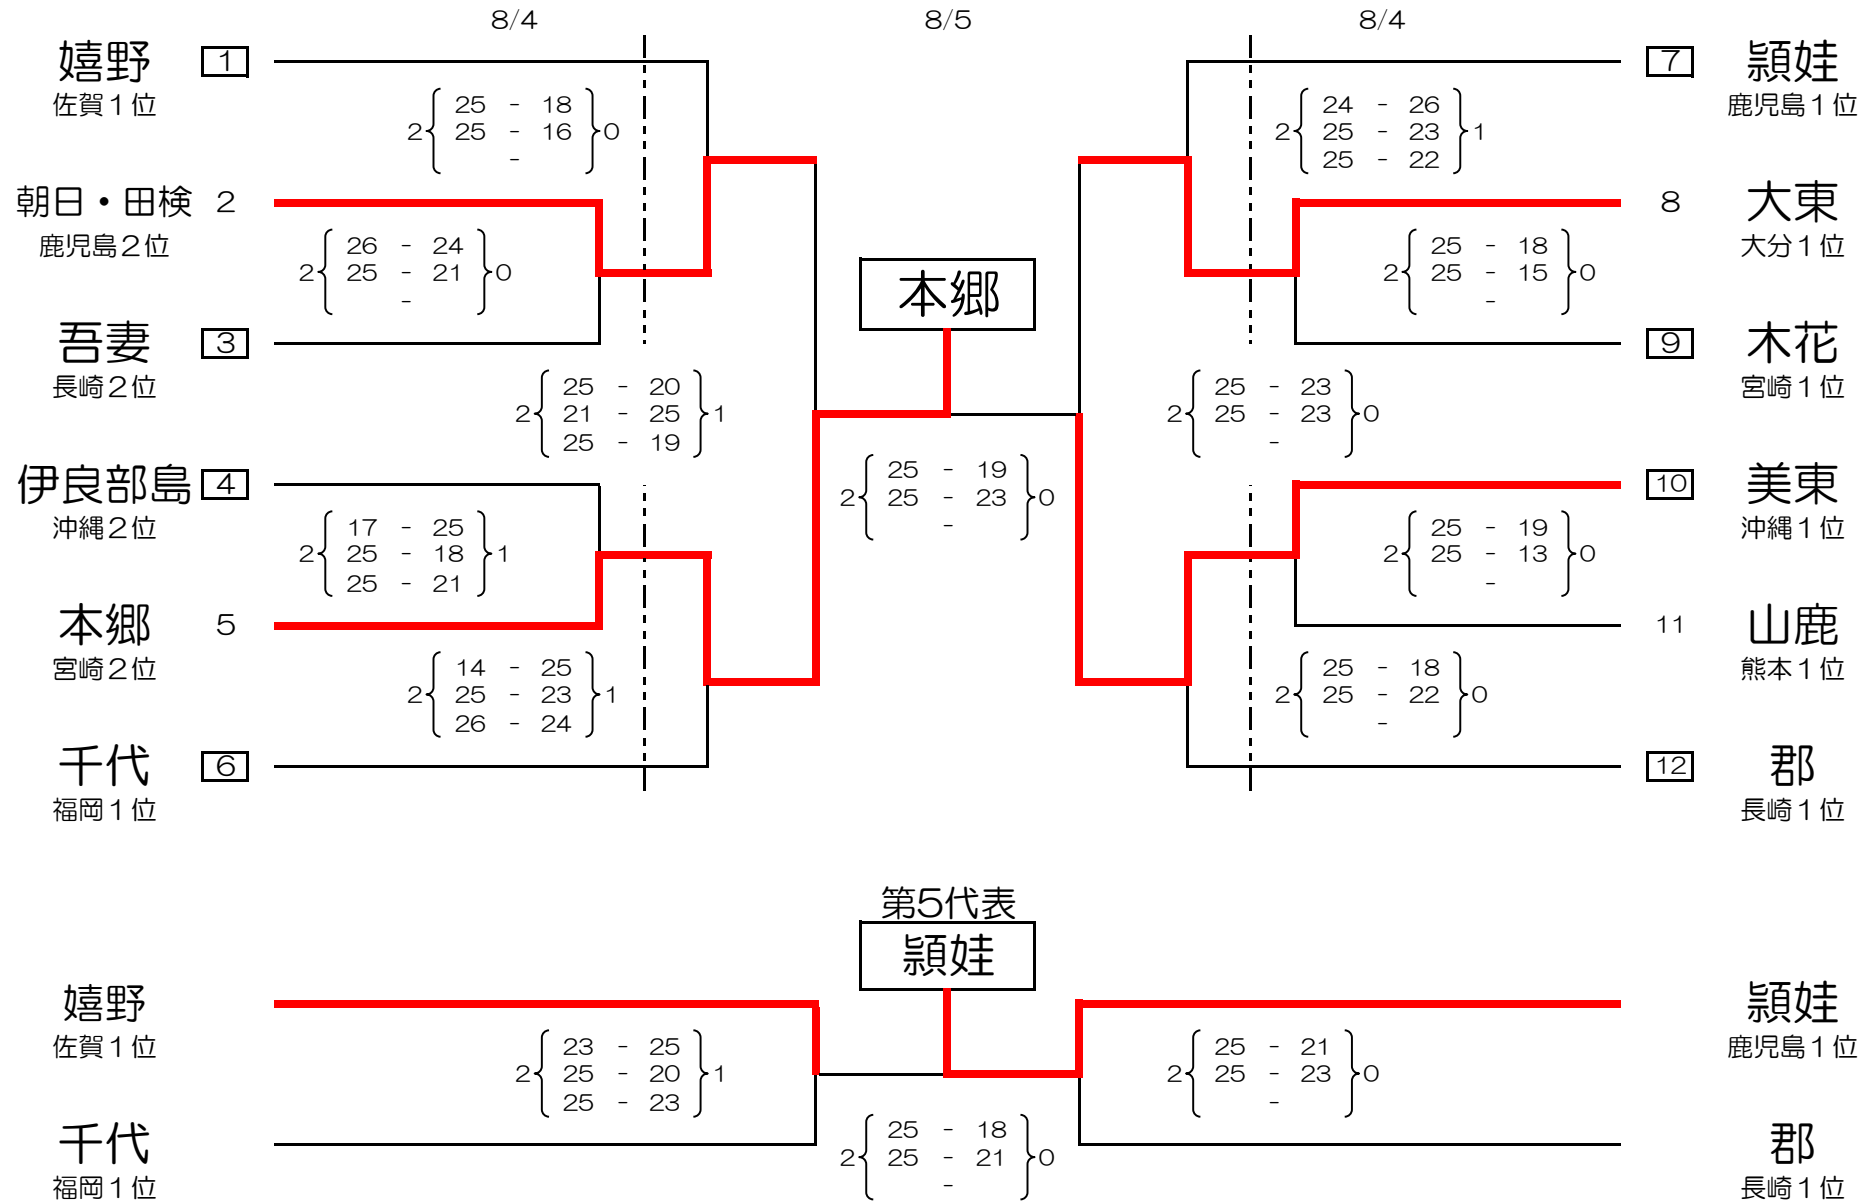 8/4 8/5 8/4
嬉野 1
佐賀１位
7 頴娃
鹿児島１位
2 25 - 18 0
25 - 16
-
2 24 - 26 1
25 - 23
25 - 22
朝日・田検 2
鹿児島２位
8 大東
大分１位
2 26 - 24 0
25 - 21
-
2 25 - 18 0
25 - 15
-
本郷
吾妻 3
長崎２位
9 木花
宮崎１位
2 25 - 20 1
21 - 25
25 - 19
2 25 - 23 0
25 - 23
-
伊良部島 4
沖縄２位
2 25 - 19 0
25 - 23
-
10 美東
沖縄１位
2 17 - 25 1
25 - 18
25 - 21
2 25 - 19 0
25 - 13
-
本郷 5
宮崎２位
11 山鹿
熊本１位
2 14 - 25 1
25 - 23
26 - 24
2 25 - 18 0
25 - 22
-
千代 6
福岡１位
12 郡
長崎１位
第5代表
頴娃
嬉野
佐賀１位
頴娃
鹿児島１位
2 23 - 25 1
25 - 20
25 - 23
2 25 - 21 0
25 - 23
-
千代
福岡１位
2 25 - 18 0
25 - 21
-
郡
長崎１位